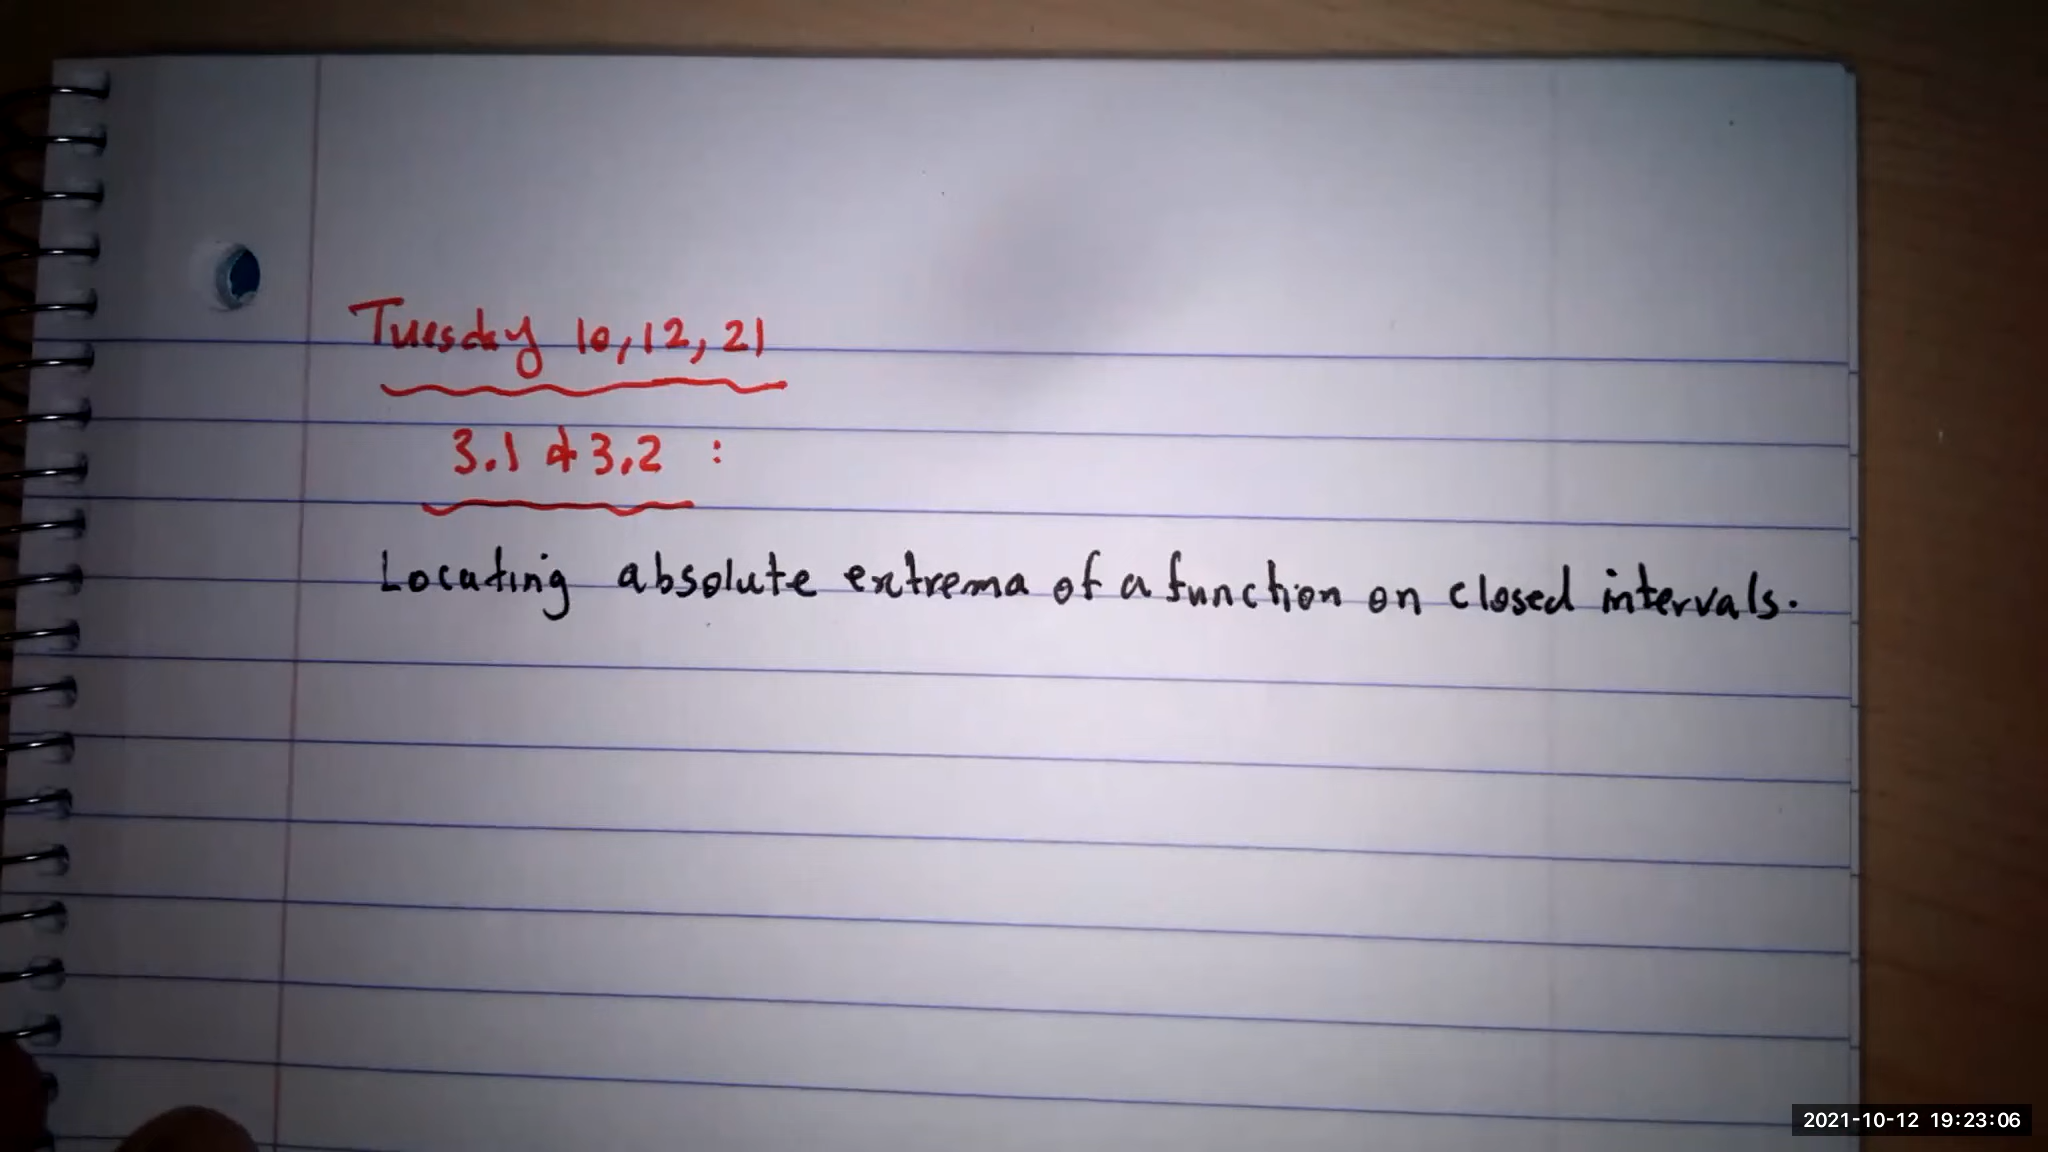 Tuesday 10, 12, 21
3.1 & 3.2 :
Locating absolute extrema of a function on closed intervals.
2021-10-12 19:23:06